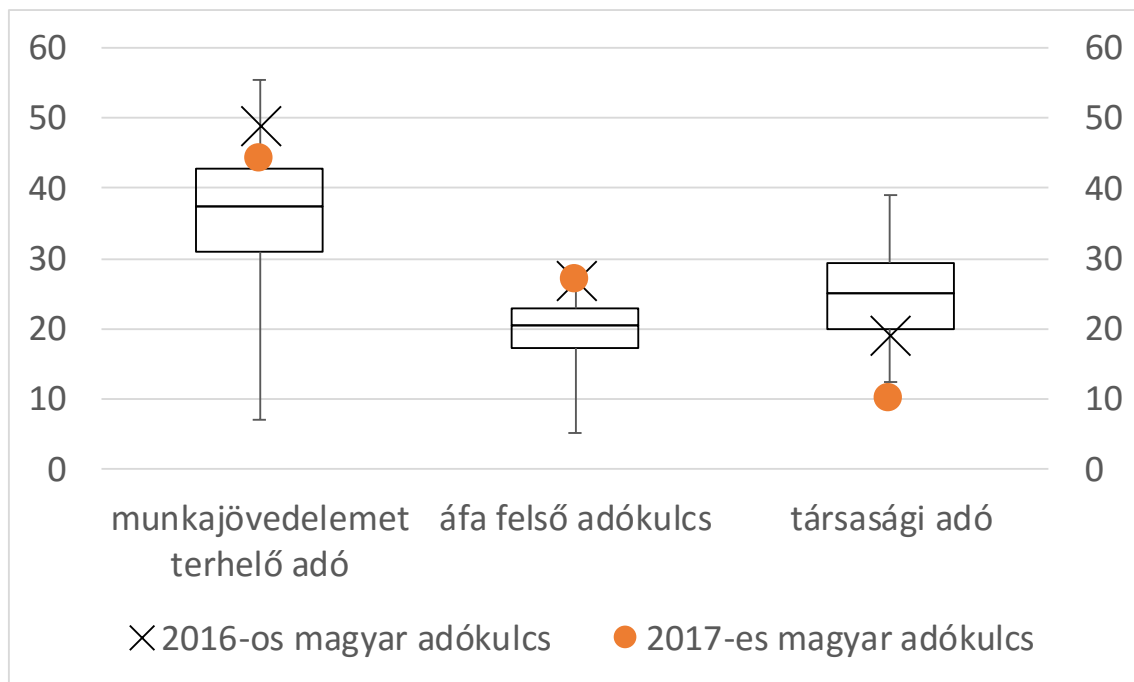 60 60
50 50
40 40
30 30
20 20
10 10
0 0
munkajövedelemet áfa felső adókulcs társasági adó
terhelő adó
2016-os magyar adókulcs 2017-es magyar adókulcs